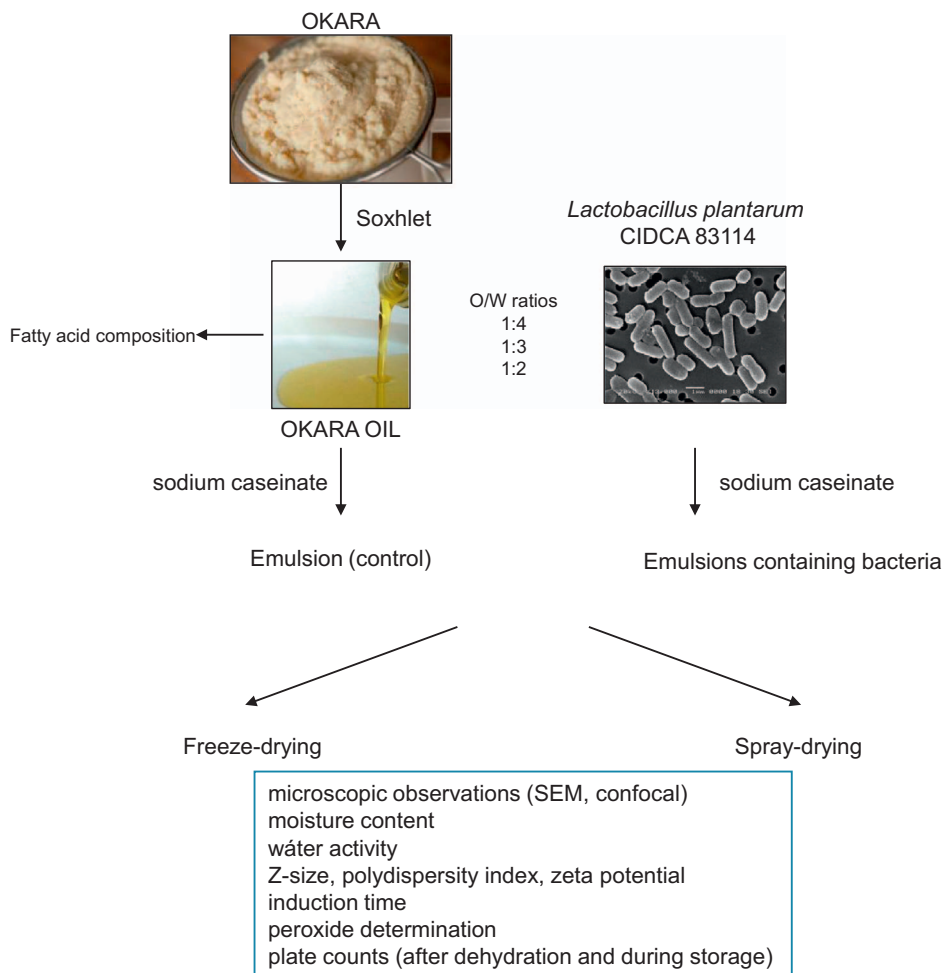 OKARA
Soxhlet
Lactobacillus plantarum
CIDCA 83114
Fatty acid composition
O/W ratios
1:4
1:3
1:2
OKARA OIL
sodium caseinate
sodium caseinate
Emulsion (control)
Emulsions containing bacteria
Freeze-drying
Spray-drying
microscopic observations (SEM, confocal)
moisture content
wáter activity
Z-size, polydispersity index, zeta potential
induction time
peroxide determination
plate counts (after dehydration and during storage)